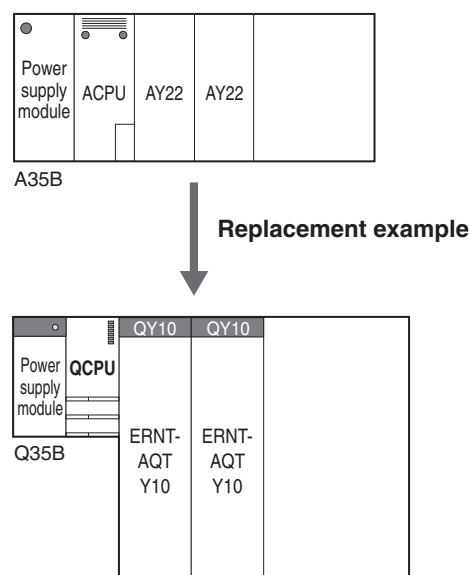 Power
supply
module
ACPU
AY22
AY22
A35B
Replacement example
QY10
QY10
Power
supply
module
QCPU
Q35B
ERNT-
AQT
Y10
ERNT-
AQT
Y10